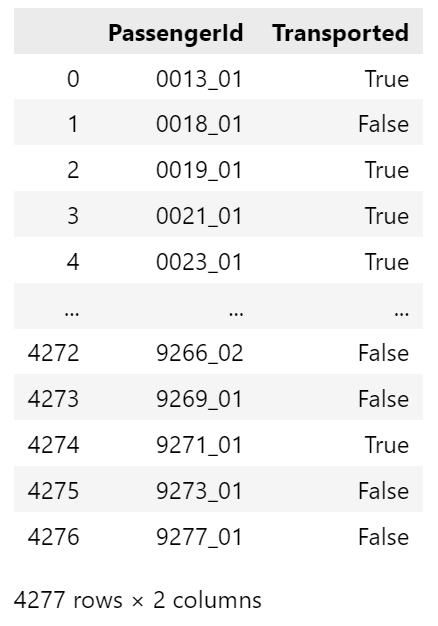 PassengerId Transported
0 0013_01 True
1 0018_01 False
2 0019_01 True
3 0021_01 True
4 0023_01 True
... ... ...
4272 9266_02 False
4273 9269_01 False
4274 9271_01 True
4275 9273_01 False
4276 9277_01 False
4277 rows × 2 columns